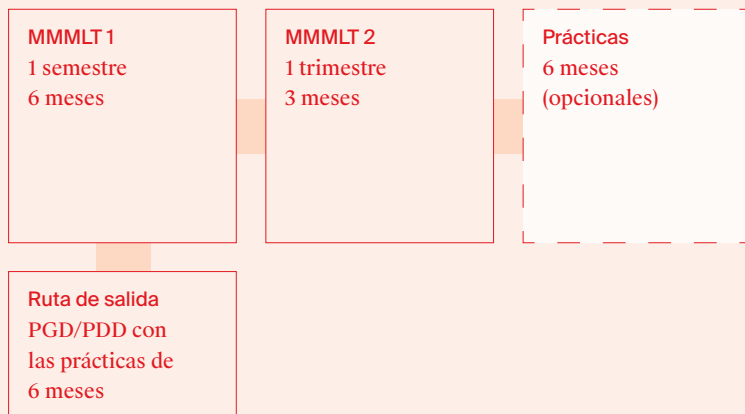 MMMLT 1
1 semestre
6 meses
MMMLT 2
1 trimestre
3 meses
Prácticas
6 meses
(opcionales)
Ruta de salida
PGD/PDD con
las prácticas de
6 meses